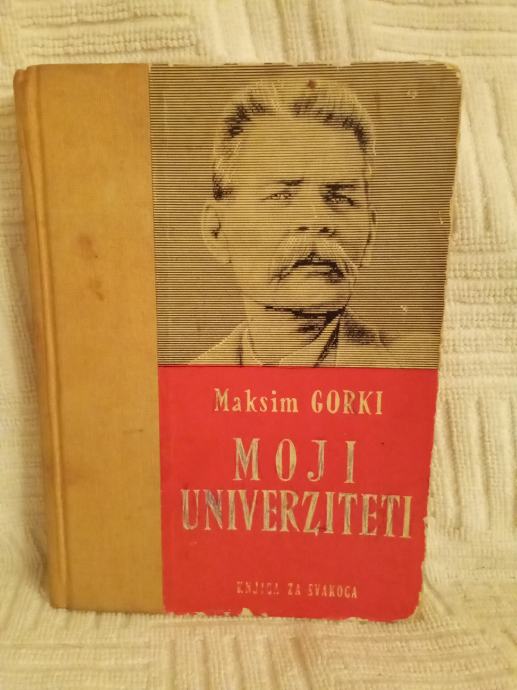 Maksim GORKI
MOJI
UNIVERZITETI
KNJIGA ZA SVAKOGA